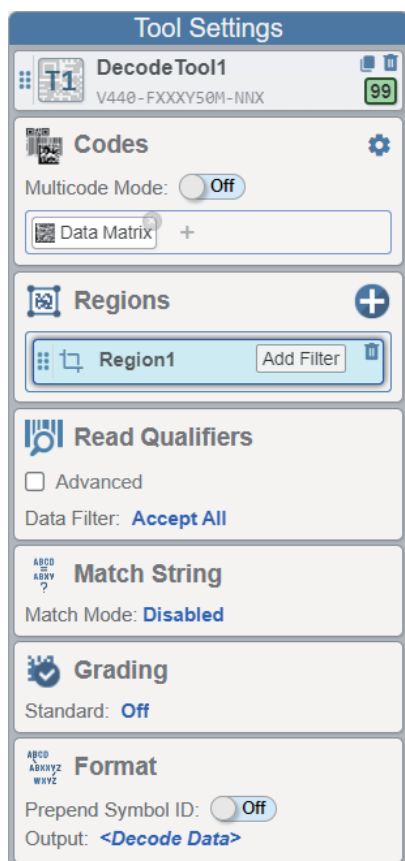 Tool Settings
T1 DecodeTool1
V440-FXXXY50M-NNX
99
Codes
Multicode Mode: Off
Data Matrix +
Regions
Region1 Add Filter
Read Qualifiers
Advanced
Data Filter: Accept All
ABCD
=
ABXY
?
Match String
Match Mode: Disabled
Grading
Standard: Off
ABCD
ABXXYZ
WXYZ
Format
Prepend Symbol ID: Off
Output: <Decode Data>